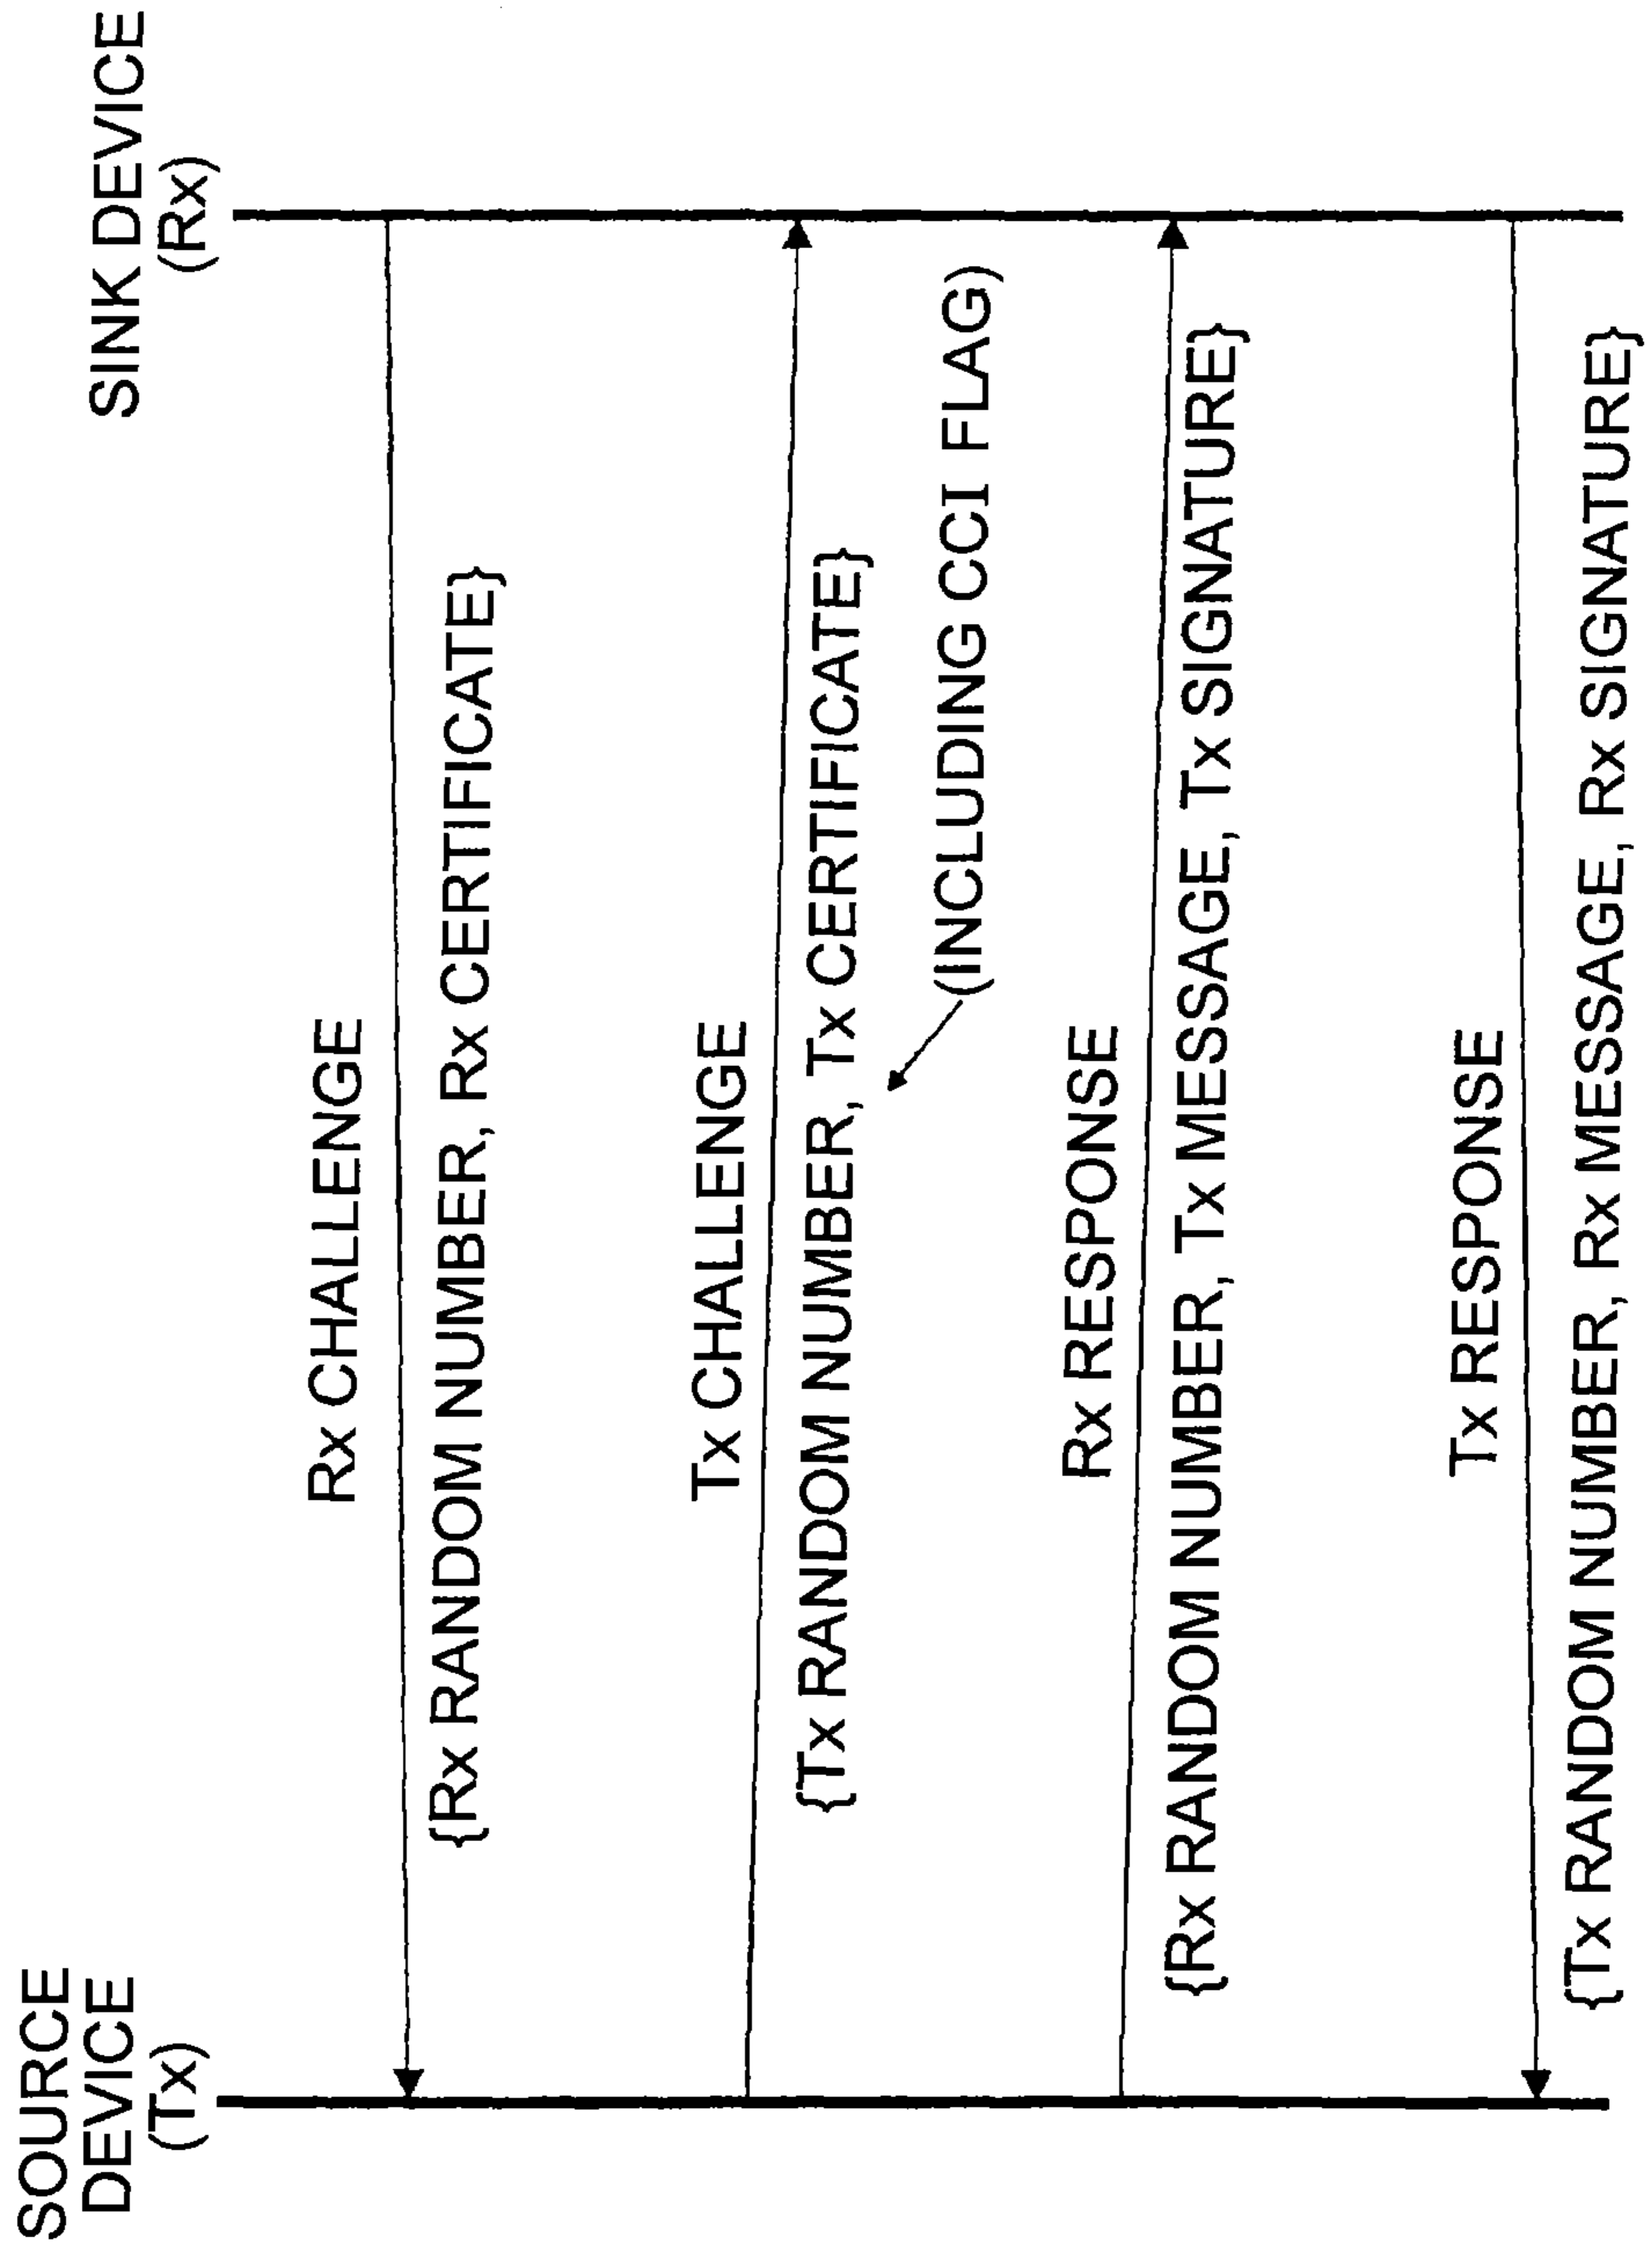 SOURCE
DEVICE
(Tx)
SINK DEVICE
(Rx)
Rx CHALLENGE
{Rx RANDOM NUMBER, Rx CERTIFICATE}
Tx CHALLENGE
{Tx RANDOM NUMBER, Tx CERTIFICATE}
(INCLUDING CCI FLAG)
Rx RESPONSE
{Rx RANDOM NUMBER, Tx MESSAGE, Tx SIGNATURE}
Tx RESPONSE
{Tx RANDOM NUMBER, Rx MESSAGE, Rx SIGNATURE}